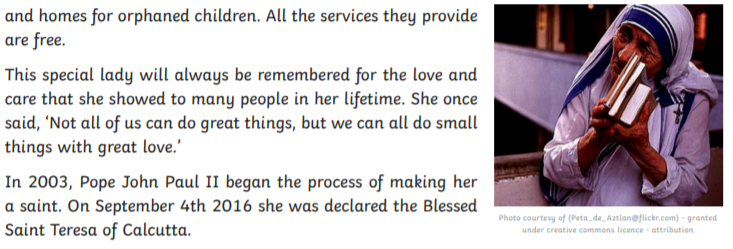 and homes for orphaned children. All the services they provide
are free.
This special lady will always be remembered for the love and
care that she showed to many people in her lifetime. She once
said, ‘Not all of us can do great things, but we can all do small
things with great love.’
In 2003, Pope John Paul II began the process of making her
a saint. On September 4th 2016 she was declared the Blessed
Saint Teresa of Calcutta.
Photo courtesy of (Peta_de_Aztlan@flickr.com) - granted
under creative commons licence - attribution